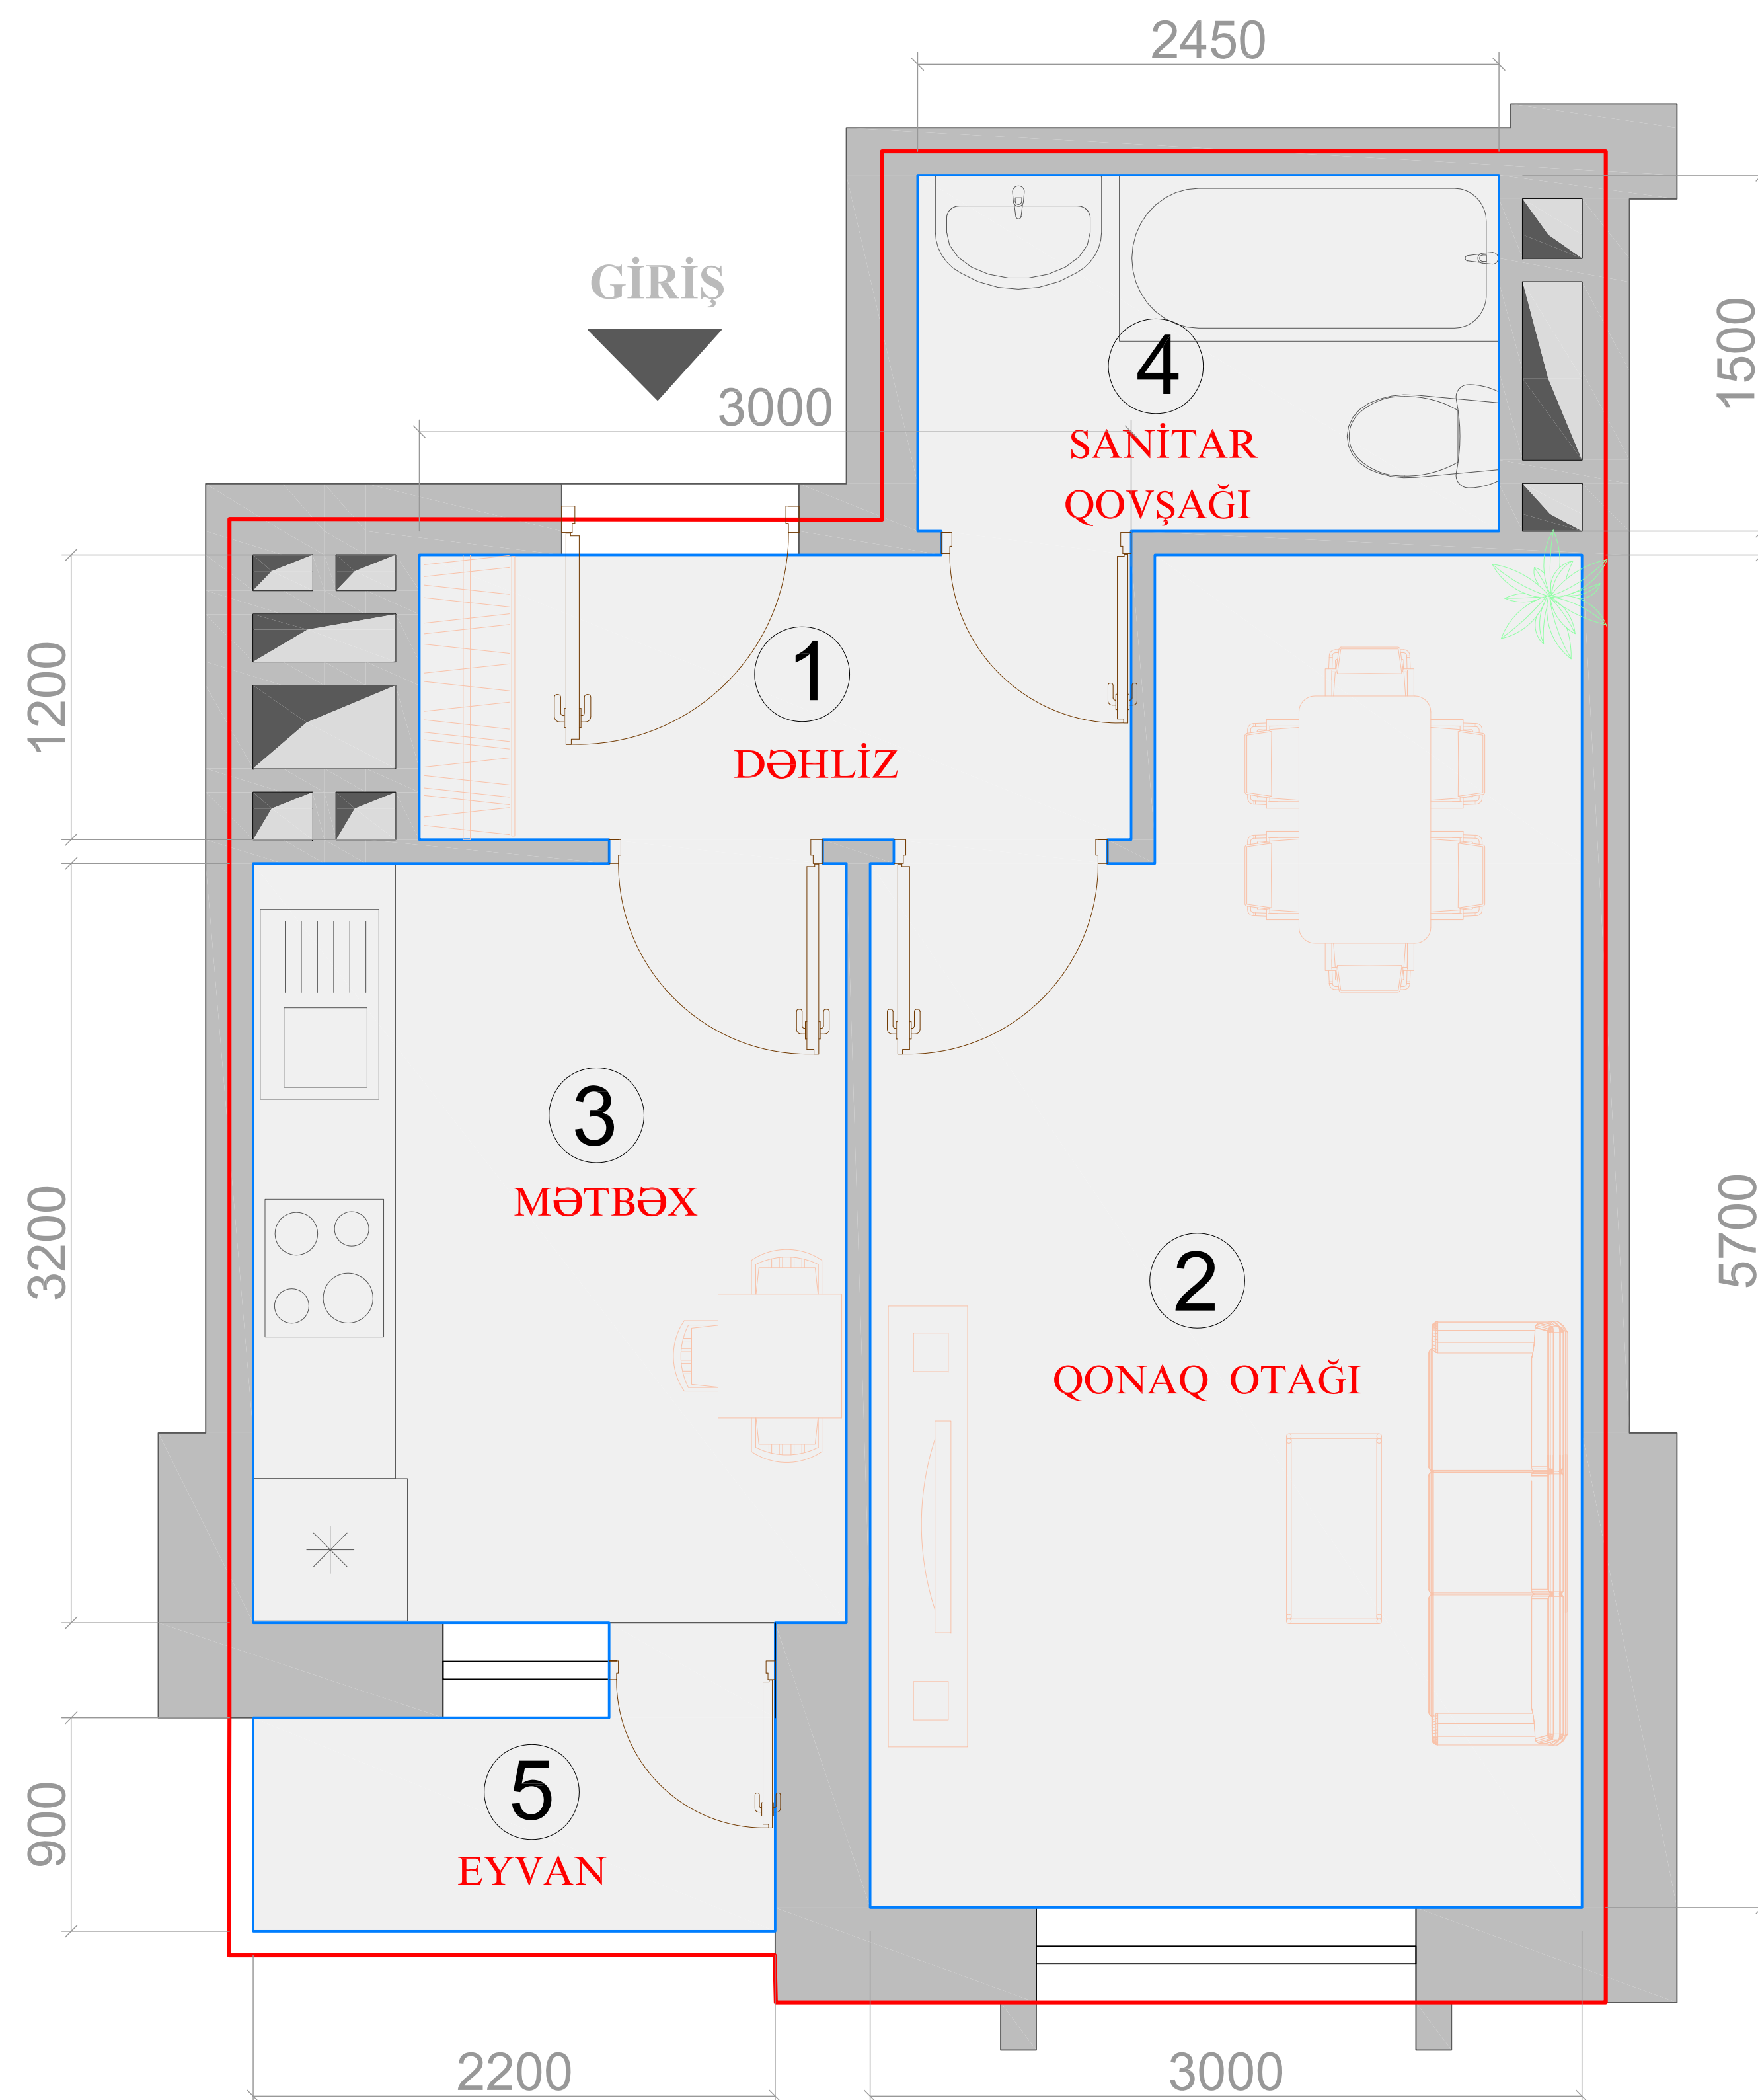 2450
GİRİŞ
3000
1500
4
SANİTAR
QOVŞAĞI
1200
1
DƏHLİZ
3
MƏTBƏX
3200
2
QONAQ OTAĞI
5700
5
EYVAN
900
2200
3000